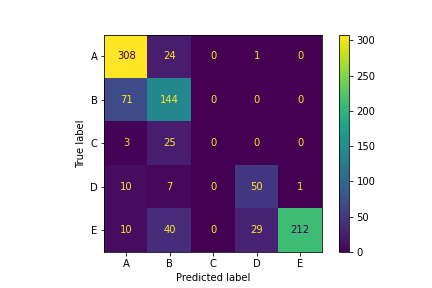 A 308 24 0 1 0
B 71 144 0 0 0
C 3 25 0 0 0
D 10 7 0 50 1
E 10 40 0 29 212
A B C D E
Predicted label
True label
300
250
200
150
100
50
0